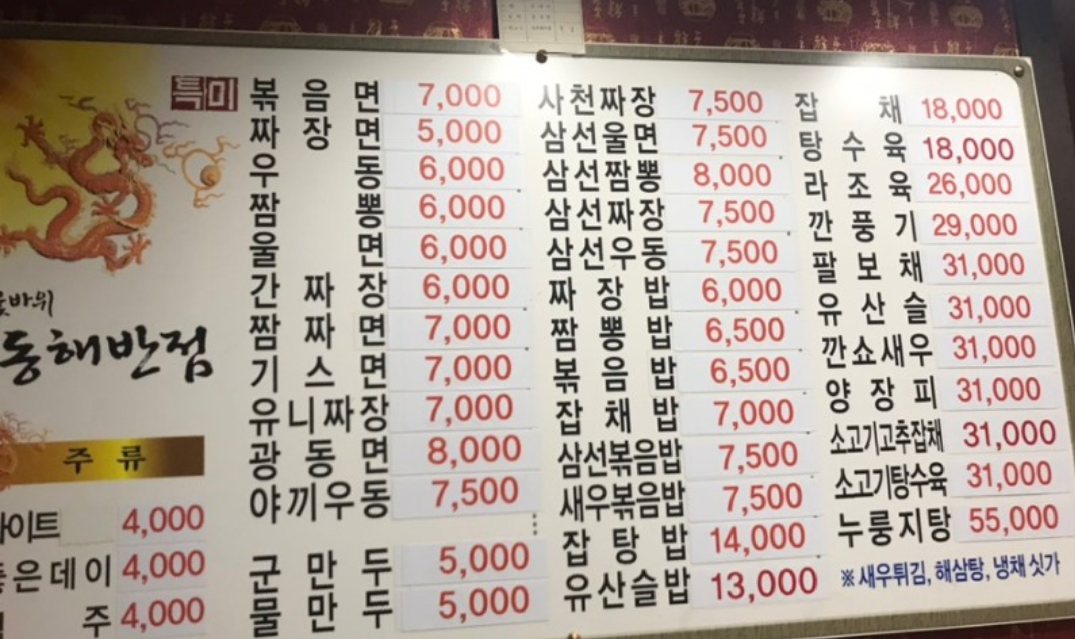 특미
동해반점
주류
4,000
은데이 4,000
주 4,000
볶음면 7,000
짜장면 5,000
우동 6,000
짬뽕 6,000
울면 6,000
간짜장 6,000
짬짜면 7,000
기스면 7,000
유니짜장 7,000
광동면 8,000
야끼우동 7,500
군만두 5,000
물만두 5,000
사천짜장 7,500
삼선울면 7,500
삼선짬뽕 8,000
삼선짜장 7,500
삼선우동 7,500
짜장밥 6,000
짬뽕밥 6,500
볶음밥 6,500
잡채밥 7,000
삼선볶음밥 7,500
새우볶음밥 7,500
잡탕밥 14,000
유산슬밥 13,000
잡채 18,000
탕수육 18,000
라조육 26,000
깐풍기 29,000
팔보채 31,000
유산슬 31,000
깐쇼새우 31,000
양장피 31,000
소고기고추잡채 31,000
소고기탕수육 31,000
누룽지탕 55,000
※새우튀김, 해삼탕, 냉채 싯가